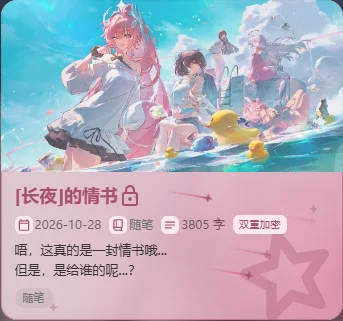 「长夜」的情书
2026-10-28 随笔 3805 字 双重加密
唔，这真的是一封情书哦...
但是，是给谁的呢...？
随笔